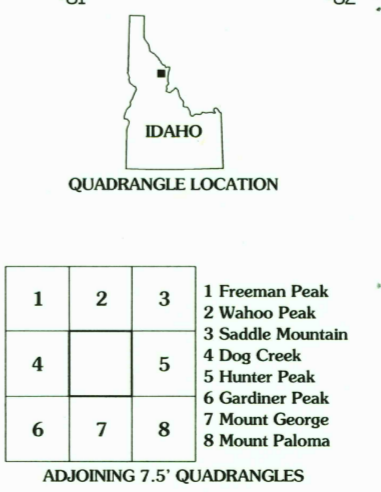 IDAHO
QUADRANGLE LOCATION
1 2 3
4 5
6 7 8
1 Freeman Peak
2 Wahoo Peak
3 Saddle Mountain
4 Dog Creek
5 Hunter Peak
6 Gardiner Peak
7 Mount George
8 Mount Paloma
ADJOINING 7.5' QUADRANGLES